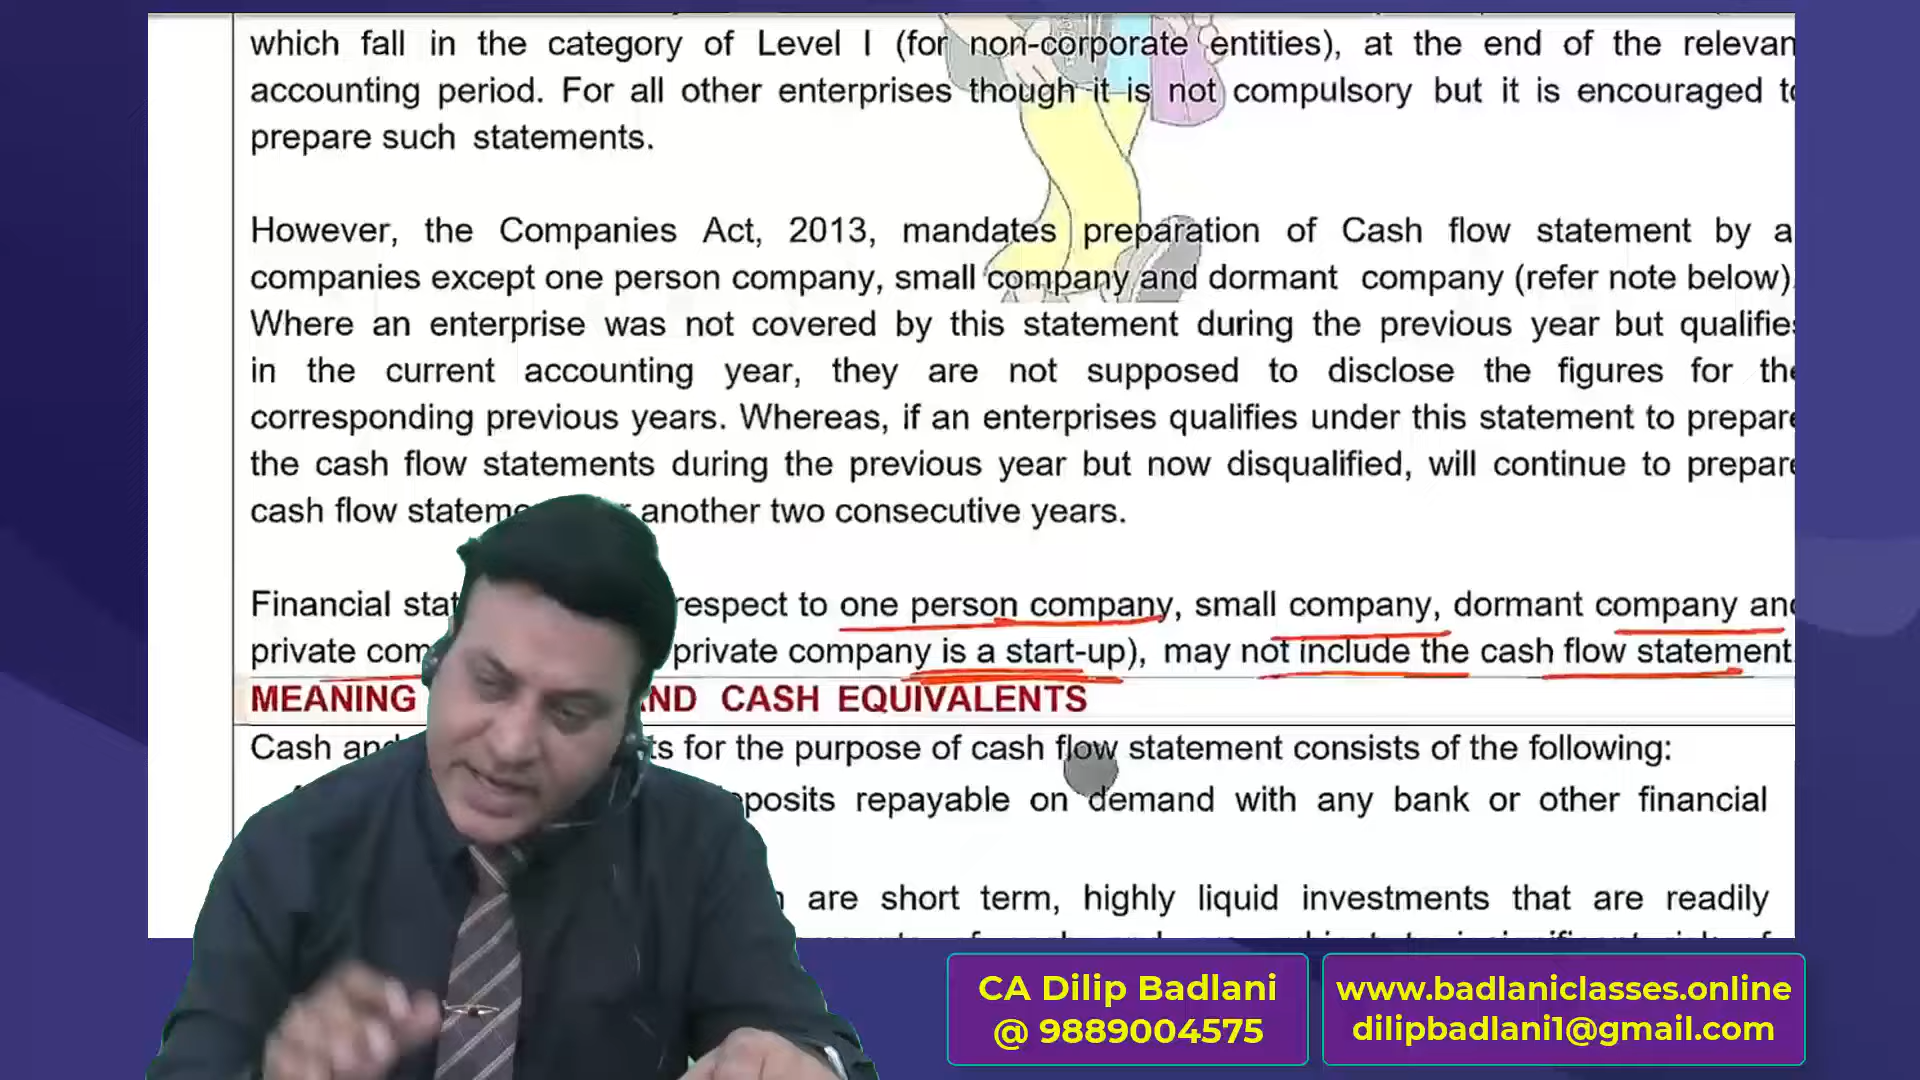 which fall in the category of Level I (for non-corporate entities), at the end of the relevan
accounting period. For all other enterprises though it is not compulsory but it is encouraged to
prepare such statements.
However, the Companies Act, 2013, mandates preparation of Cash flow statement by a
companies except one person company, small company and dormant company (refer note below)
Where an enterprise was not covered by this statement during the previous year but qualifies
in the current accounting year, they are not supposed to disclose the figures for the
corresponding previous years. Whereas, if an enterprises qualifies under this statement to prepare
the cash flow statements during the previous year but now disqualified, will continue to prepare
cash flow stateme another two consecutive years.
Financial stat respect to one person company, small company, dormant company and
private com private company is a start-up), may not include the cash flow statement.
MEANING AND CASH EQUIVALENTS
Cash and ts for the purpose of cash flow statement consists of the following:
eposits repayable on demand with any bank or other financial
are short term, highly liquid investments that are readily
CA Dilip Badlani
@ 9889004575
www.badlaniclasses.online
dilipbadlani1@gmail.com